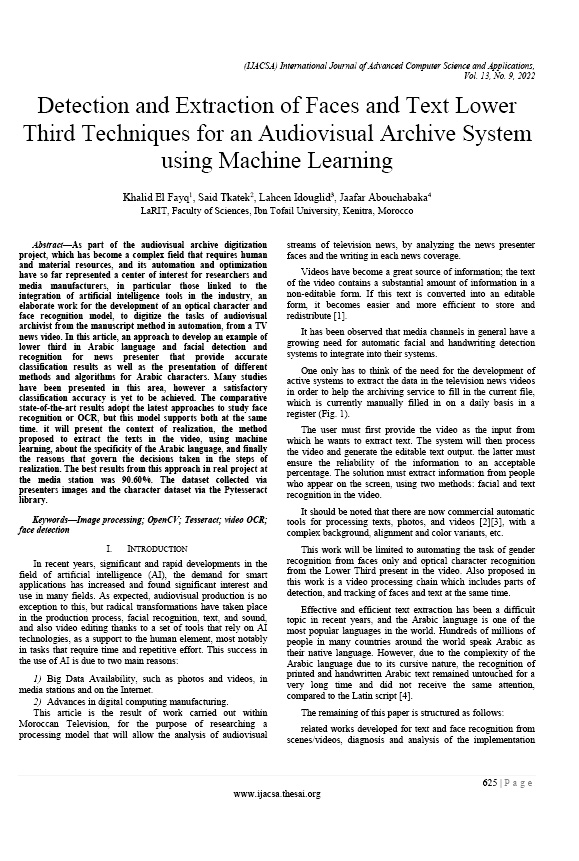 (IJACSA) International Journal of Advanced Computer Science and Applications,
Vol. 13, No. 9, 2022
Detection and Extraction of Faces and Text Lower
Third Techniques for an Audiovisual Archive System
using Machine Learning
Khalid El Fayq1, Said Tkatek2, Lahcen Idouglid3, Jaafar Abouchabaka4
LaRIT, Faculty of Sciences, Ibn Tofail University, Kenitra, Morocco
Abstract—As part of the audiovisual archive digitization
project, which has become a complex field that requires human
and material resources, and its automation and optimization
have so far represented a center of interest for researchers and
media manufacturers, in particular those linked to the
integration of artificial intelligence tools in the industry, an
elaborate work for the development of an optical character and
face recognition model, to digitize the tasks of audiovisual
archivist from the manuscript method in automation, from a TV
news video. In this article, an approach to develop an example of
lower third in Arabic language and facial detection and
recognition for news presenter that provide accurate
classification results as well as the presentation of different
methods and algorithms for Arabic characters. Many studies
have been presented in this area, however a satisfactory
classification accuracy is yet to be achieved. The comparative
state-of-the-art results adopt the latest approaches to study face
recognition or OCR, but this model supports both at the same
time. it will present the context of realization, the method
proposed to extract the texts in the video, using machine
learning, about the specificity of the Arabic language, and finally
the reasons that govern the decisions taken in the steps of
realization. The best results from this approach in real project at
the media station was 90.60%. The dataset collected via
presenters images and the character dataset via the Pytesseract
library.
Keywords—Image processing; OpenCV; Tesseract; video OCR;
face detection
I. INTRODUCTION
In recent years, significant and rapid developments in the
field of artificial intelligence (AI), the demand for smart
applications has increased and found significant interest and
use in many fields. As expected, audiovisual production is no
exception to this, but radical transformations have taken place
in the production process, facial recognition, text, and sound,
and also video editing thanks to a set of tools that rely on AI
technologies, as a support to the human element, most notably
in tasks that require time and repetitive effort. This success in
the use of AI is due to two main reasons:
1) Big Data Availability, such as photos and videos, in
media stations and on the Internet.
2) Advances in digital computing manufacturing.
This article is the result of work carried out within
Moroccan Television, for the purpose of researching a
processing model that will allow the analysis of audiovisual
streams of television news, by analyzing the news presenter
faces and the writing in each news coverage.
Videos have become a great source of information; the text
of the video contains a substantial amount of information in a
non-editable form. If this text is converted into an editable
form, it becomes easier and more efficient to store and
redistribute [1].
It has been observed that media channels in general have a
growing need for automatic facial and handwriting detection
systems to integrate into their systems.
One only has to think of the need for the development of
active systems to extract the data in the television news videos
in order to help the archiving service to fill in the current file,
which is currently manually filled in on a daily basis in a
register (Fig. 1).
The user must first provide the video as the input from
which he wants to extract text. The system will then process
the video and generate the editable text output. the latter must
ensure the reliability of the information to an acceptable
percentage. The solution must extract information from people
who appear on the screen, using two methods: facial and text
recognition in the video.
It should be noted that there are now commercial automatic
tools for processing texts, photos, and videos [2][3], with a
complex background, alignment and color variants, etc.
This work will be limited to automating the task of gender
recognition from faces only and optical character recognition
from the Lower Third present in the video. Also proposed in
this work is a video processing chain which includes parts of
detection, and tracking of faces and text at the same time.
Effective and efficient text extraction has been a difficult
topic in recent years, and the Arabic language is one of the
most popular languages in the world. Hundreds of millions of
people in many countries around the world speak Arabic as
their native language. However, due to the complexity of the
Arabic language due to its cursive nature, the recognition of
printed and handwritten Arabic text remained untouched for a
very long time and did not receive the same attention,
compared to the Latin script [4].
The remaining of this paper is structured as follows:
related works developed for text and face recognition from
scenes/videos, diagnosis and analysis of the implementation
625 | P a g e
www.ijacsa.thesai.org